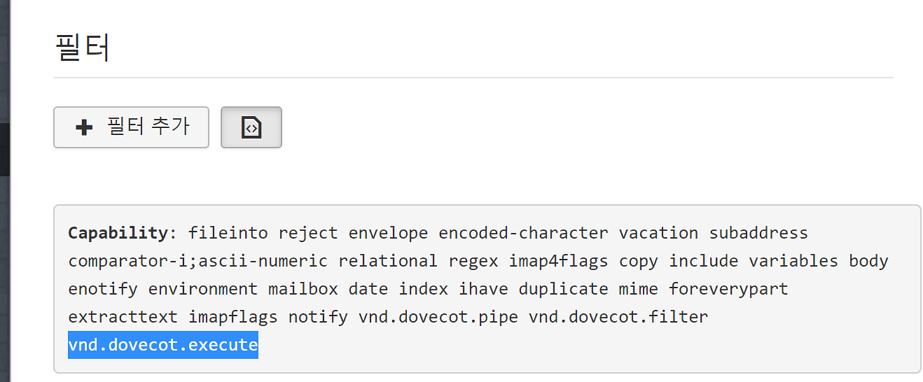 필터
필터 추가
Capability: fileinto reject envelope encoded-character vacation subaddress
comparator-i;ascii-numeric relational regex imap4flags copy include variables body
enotify environment mailbox date index ihave duplicate mime foreverypart
extracttext imapflags notify vnd.dovecot.pipe vnd.dovecot.filter
vnd.dovecot.execute